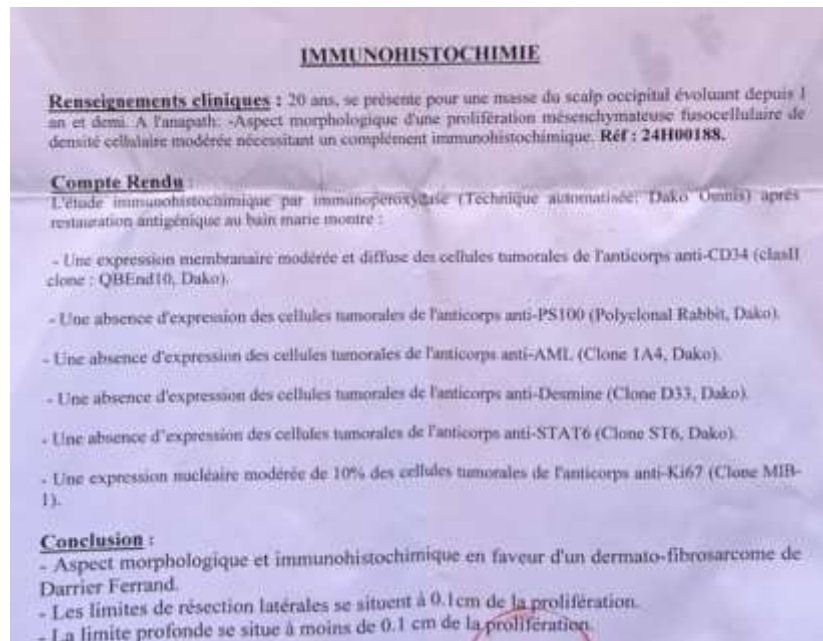 IMMUNOHISTOCHIMIE
Renseignements cliniques : 20 ans, se présente pour une masse du scalp occipital évoluant depuis 1
an et demi. A l'anapath: -Aspect morphologique d'une prolifération mésenchymateuse fusocellulaire de
densité cellulaire modérée nécessitant un complément immunohistochimique. Réf : 24H00188.
Compte Rendu :
L'étude immunohistochimique par immunoperoxydase (Technique automatisée: Dako Omnis) après
restauration antigénique au bain marie montre :
- Une expression membranaire modérée et diffuse des cellules tumorales de l'anticorps anti-CD34 (clasII
clone : QBEnd10, Dako).
- Une absence d'expression des cellules tumorales de l'anticorps anti-PS100 (Polyclonal Rabbit, Dako).
- Une absence d'expression des cellules tumorales de l'anticorps anti-AML (Clone 1A4, Dako).
- Une absence d'expression des cellules tumorales de l'anticorps anti-Desmine (Clone D33, Dako).
- Une absence d'expression des cellules tumorales de l'anticorps anti-STAT6 (Clone ST6, Dako).
- Une expression nucléaire modérée de 10% des cellules tumorales de l'anticorps anti-Ki67 (Clone MIB-
1).
Conclusion :
- Aspect morphologique et immunohistochimique en faveur d'un dermato-fibrosarcome de
Darrier Ferrand.
- Les limites de résection latérales se situent à 0.1cm de la prolifération.
- La limite profonde se situe à moins de 0.1 cm de la prolifération.